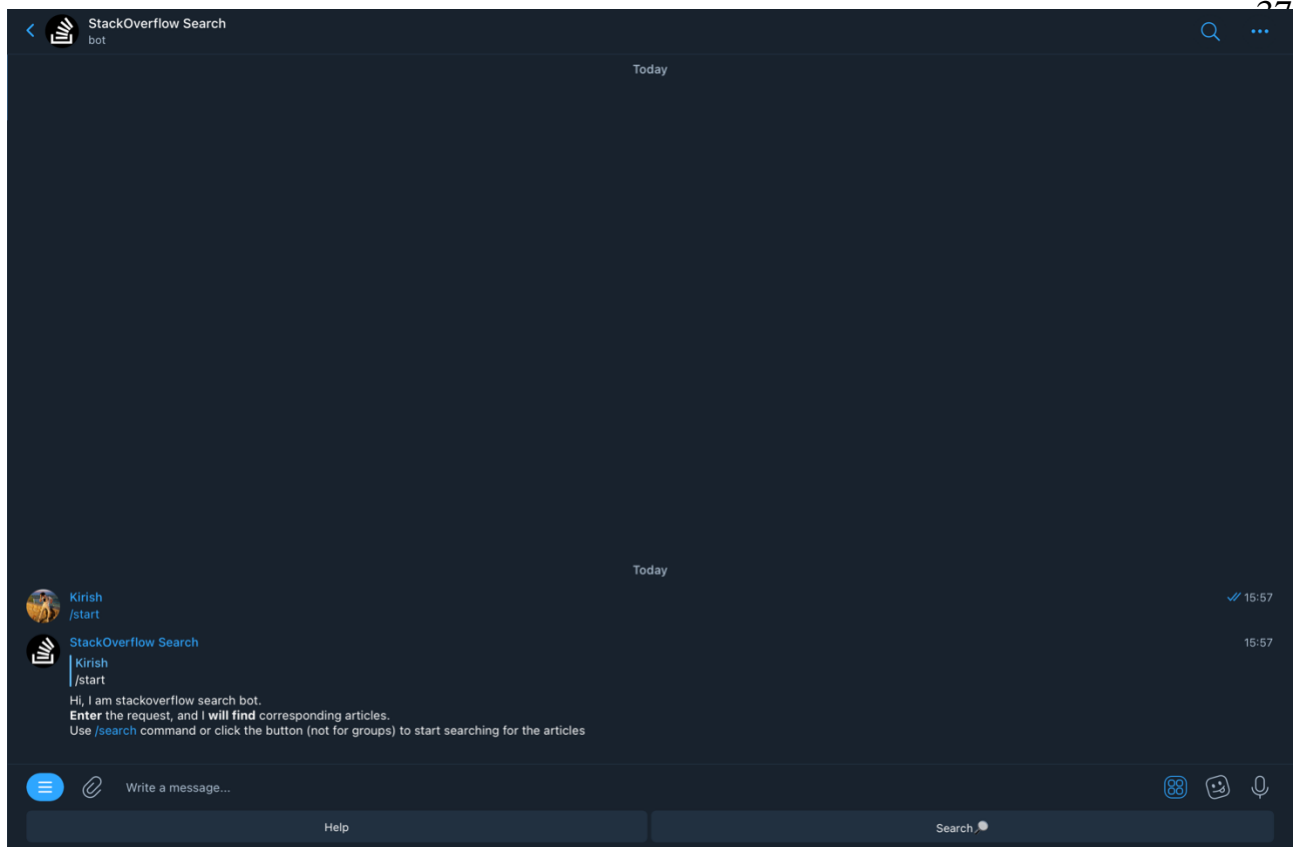 37
StackOverflow Search
bot
Today
Today
Kirish
/start
15:57
StackOverflow Search
15:57
Kirish
/start
Hi, I am stackoverflow search bot.
Enter the request, and I will find corresponding articles.
Use /search command or click the button (not for groups) to start searching for the articles
Write a message...
Help
Search